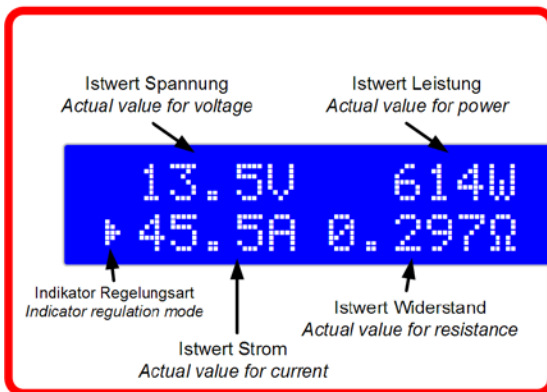 Istwert Spannung
Actual value for voltage
Istwert Leistung
Actual value for power
13.5V 614W
45.5A 0.297Ω
Indikator Regelungsart
Indicator regulation mode
Istwert Strom
Actual value for current
Istwert Widerstand
Actual value for resistance